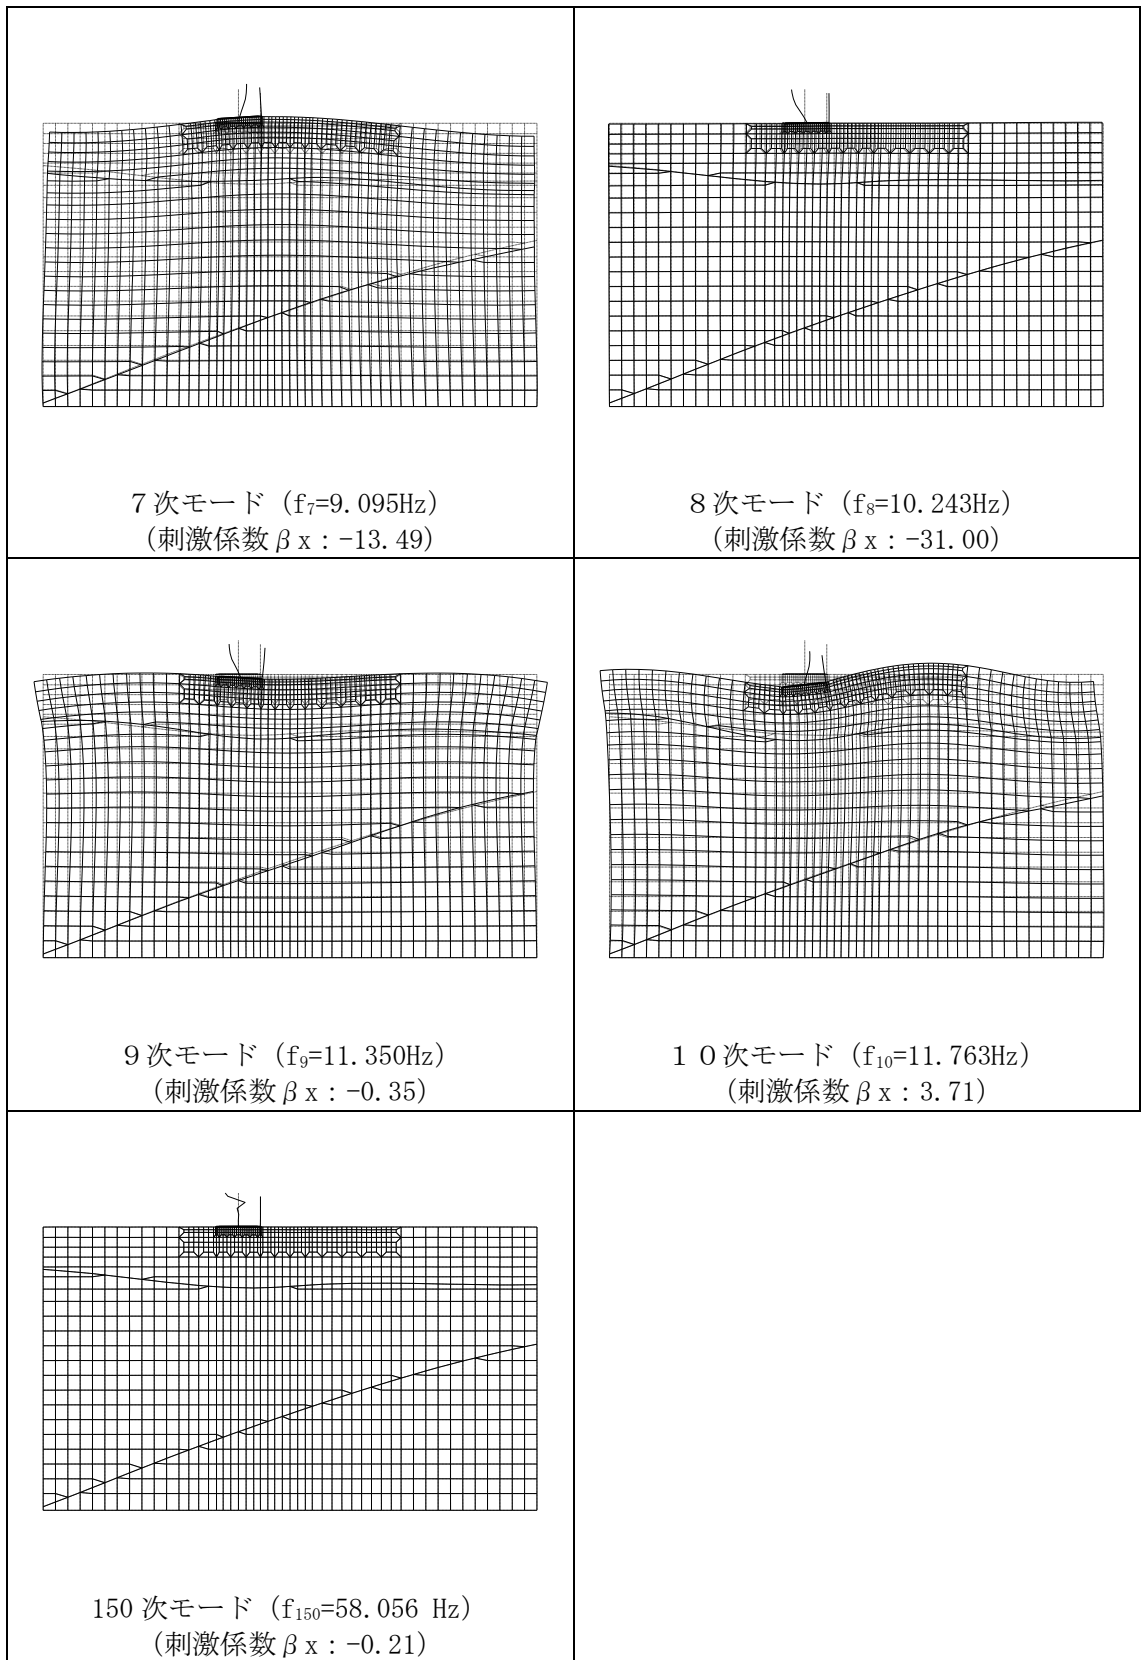 7次モード (f₇=9.095Hz)
(刺激係数βx:-13.49)
8次モード (f₈=10.243Hz)
(刺激係数βx:-31.00)
9次モード (f₉=11.350Hz)
(刺激係数βx:-0.35)
10次モード (f₁₀=11.763Hz)
(刺激係数βx:3.71)
150次モード (f₁₅₀=58.056 Hz)
(刺激係数βx:-0.21)